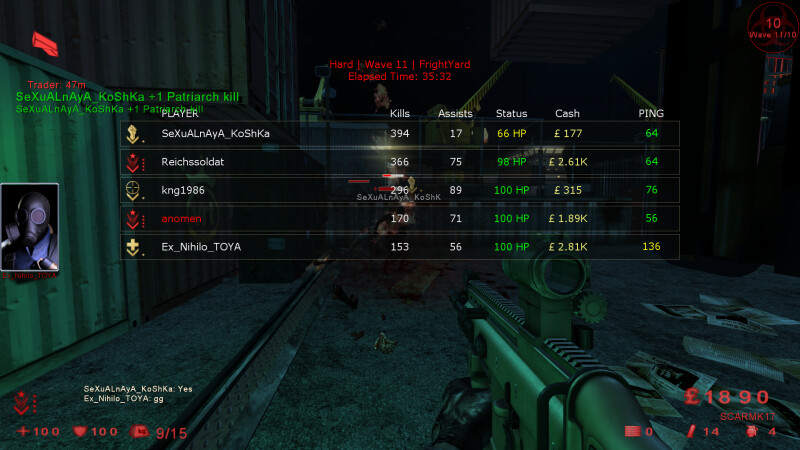 10
Wave 11/10
Hard | Wave 11 | FrightYard
Elapsed Time: 35:32
Trader: 47m
SeXuALnAyA_KoShKa +1 Patriarch kill
SeXuALnAyA_KoShKa +1 Patriarch kill
PLAYER Kills Assists Status Cash PING
SeXuALnAyA_KoShKa 394 17 66 HP £ 177 64
Reichssoldat 366 75 98 HP £ 2.61K 64
kng1986 296 89 100 HP £ 315 76
SeXuALnAyA_KoShK
anomen 170 71 100 HP £ 1.89K 56
Ex_Nihilo_TOYA 153 56 100 HP £ 2.81K 136
Nihilo_TOYA
SeXuALnAyA_KoShKa: Yes
Ex_Nihilo_TOYA: gg
£1890
SCARMK17
100 100 9/15 0 14 4